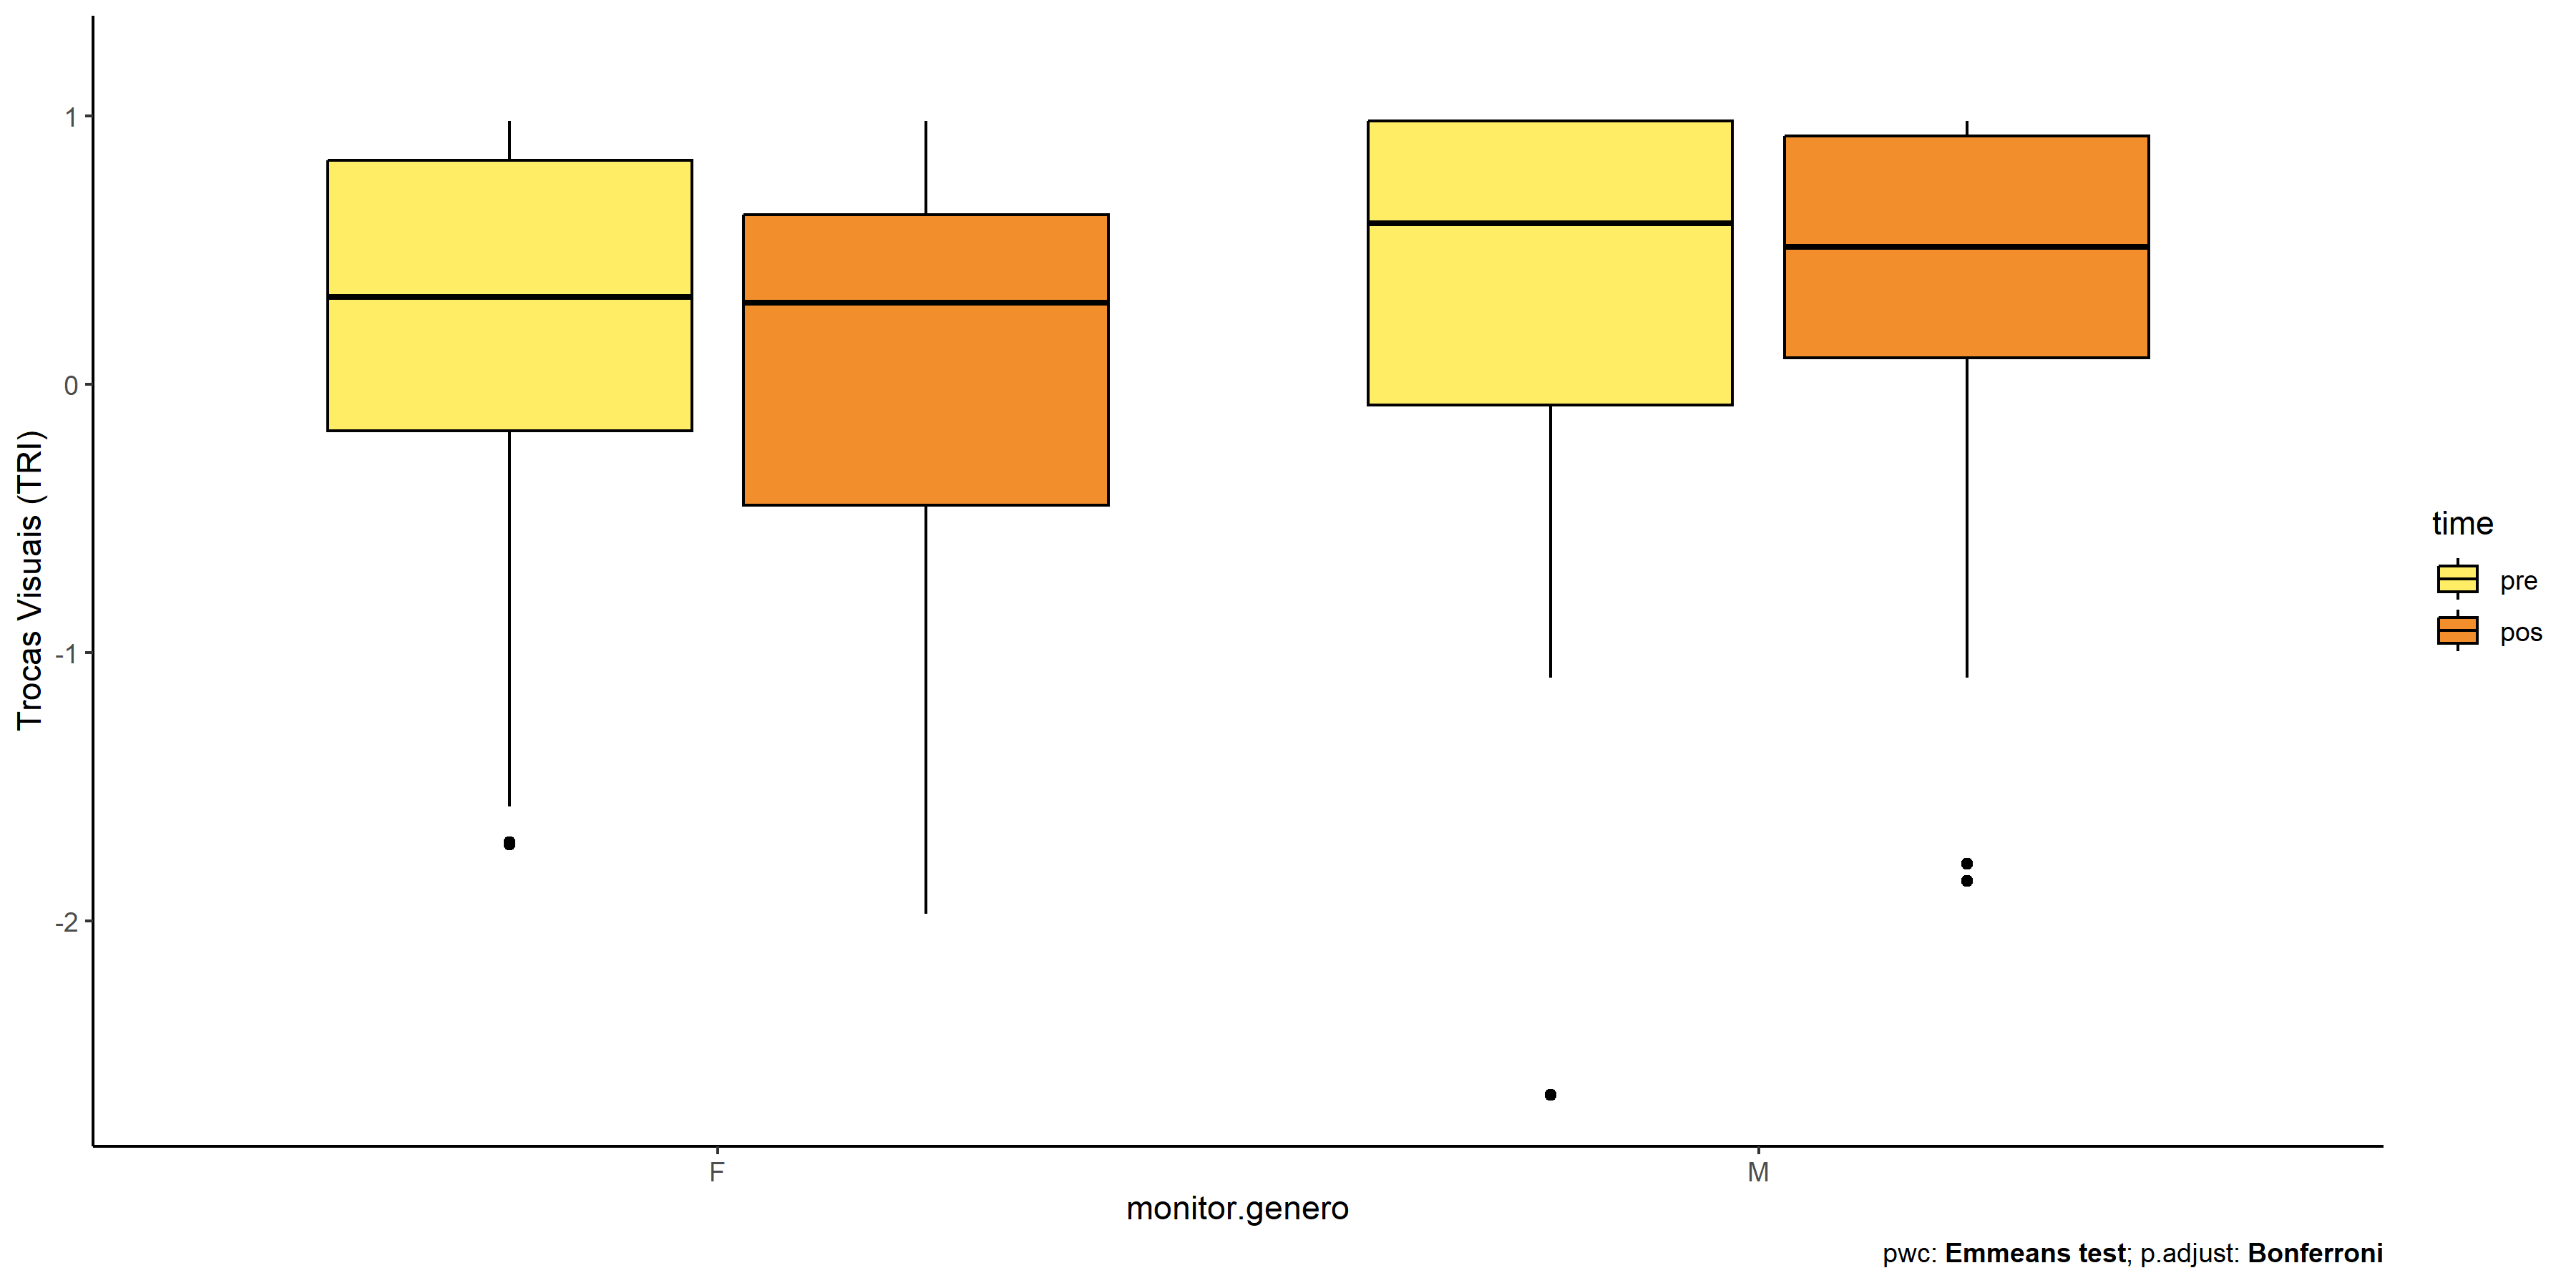 1
0
-1
-2
Trocas Visuais (TRI)
F
M
monitor.genero
time
pre
pos
pwc: Emmeans test; p.adjust: Bonferroni